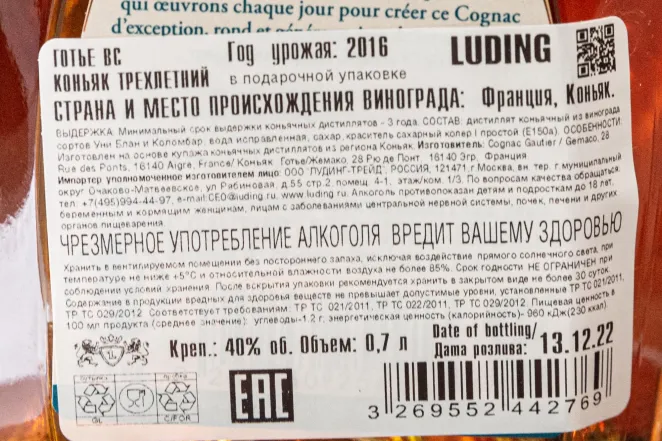 qui œuvrons chaque jour pour créer ce Cognac
d'exception, rond et
ГОТЬЕ ВС Год урожая: 2016 LUDING
КОНЬЯК ТРЕХЛЕТНИЙ в подарочной упаковке
СТРАНА И МЕСТО ПРОИСХОЖДЕНИЯ ВИНОГРАДА: Франция, Коньяк.
ВЫДЕРЖКА: Минимальный срок выдержки коньячных дистиллятов - 3 года. СОСТАВ: дистиллят коньячный из винограда
сортов Уни Блан и Коломбар, вода исправленная, сахар, краситель сахарный колер I простой (Е150а). ОСОБЕННОСТИ:
Изготовлен на основе купажа коньячных дистиллятов из региона Коньяк. Изготовитель: Cognac Gautier / Gemaco, 28
Rue des Ponts, 16140 Aigre, France/ Коньяк Готье/Жемако, 28 Рю де Понт, 16140 Эгр, Франция.
Импортер уполномоченный изготовителем лицо: ООО "ЛУДИНГ-ТРЕЙД", РОССИЯ, 121471,г.Москва, вн. тер. г. муниципальный
округ Очаково-Матвеевское, ул Рябиновая, д.55 стр.2, помещ. 4-1, этаж/ком. 1/3. По вопросам качества обращаться:
тел. +7(495)994-44-97, e-mail:CEO@luding.ru, www.luding.ru. Алкоголь противопоказан детям и подросткам до 18 лет,
беременным и кормящим женщинам, лицам с заболеваниями центральной нервной системы, почек, печени и других
органов пищеварения.
ЧРЕЗМЕРНОЕ УПОТРЕБЛЕНИЕ АЛКОГОЛЯ ВРЕДИТ ВАШЕМУ ЗДОРОВЬЮ
Хранить в вентилируемом помещении без постороннего запаха, исключая воздействие прямого солнечного света, при
температуре не ниже +5°С и относительной влажности воздуха не более 85%. Срок годности НЕ ОГРАНИЧЕН при
соблюдении условий хранения. После вскрытия упаковки рекомендуется хранить в закрытом виде не более 30 суток.
Содержание в продукции вредных для здоровья веществ не превышает допустимые уровни, установленные ТР ТС 021/2011,
ТР ТС 029/2012. Соответствует требованиям: ТР ТС 021/2011, ТР ТС 022/2011, ТР ТС 029/2012. Пищевая ценность в
100 мл продукта (среднее значение): углеводы-1.2 г, энергетическая ценность (калорийность)- 960 кДж(230 ккал).
Креп.: 40% об. Объем: 0,7 л
Date of bottling/
Дата розлива: 13.12.22
бутылка
GL
пробка
C/FOR
EAC
3 269552 442769